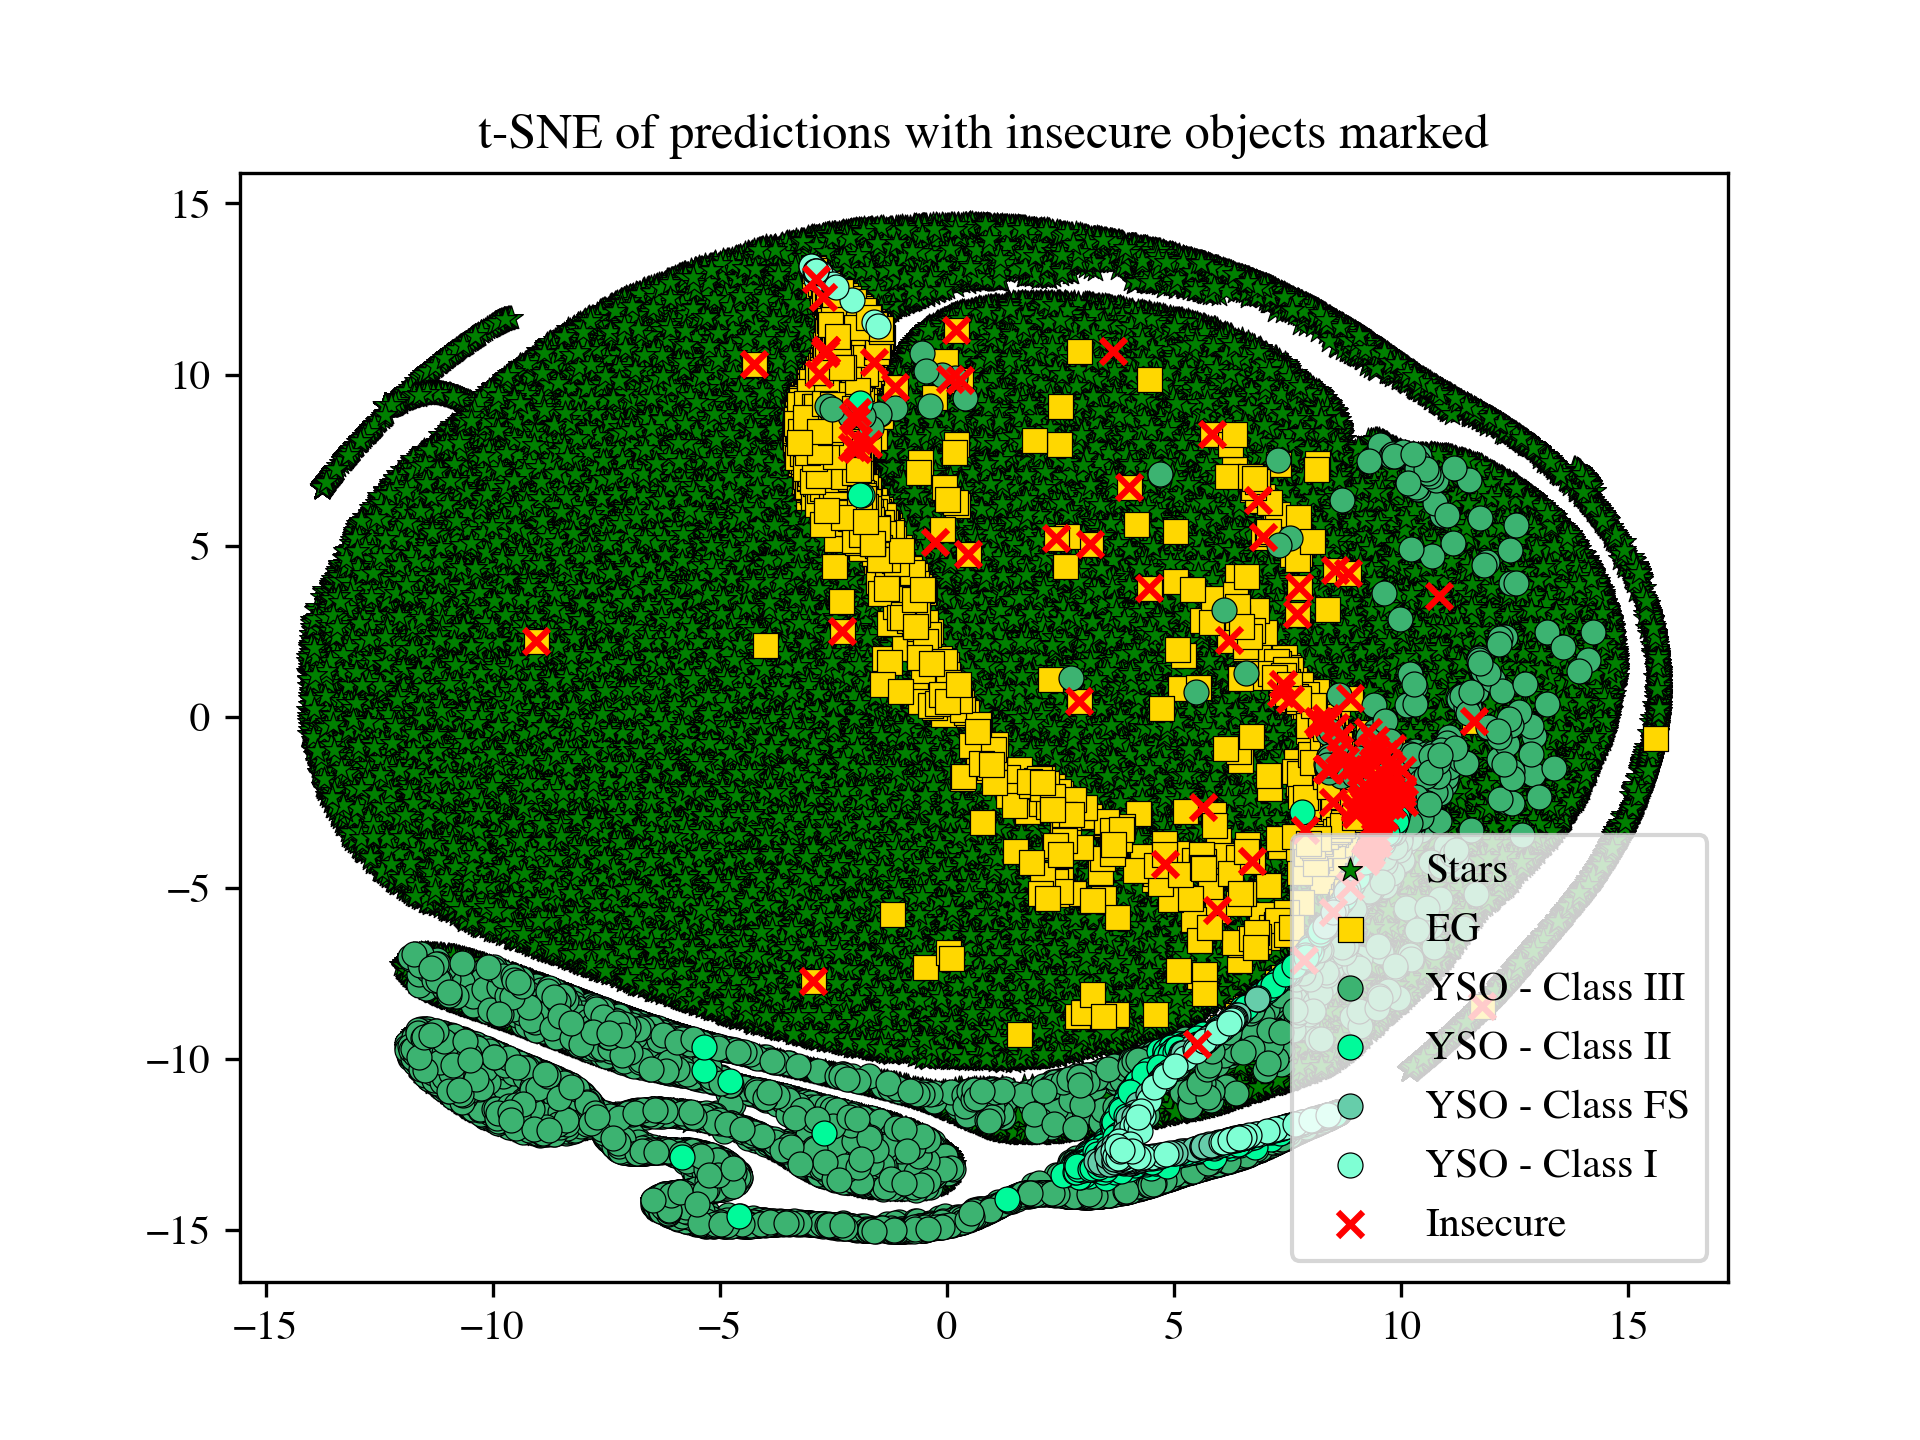 t-SNE of predictions with insecure objects marked
15
10
5
0
−5
−10
−15
−15
−10
−5
0
5
10
15
Stars
EG
YSO - Class III
YSO - Class II
YSO - Class FS
YSO - Class I
Insecure